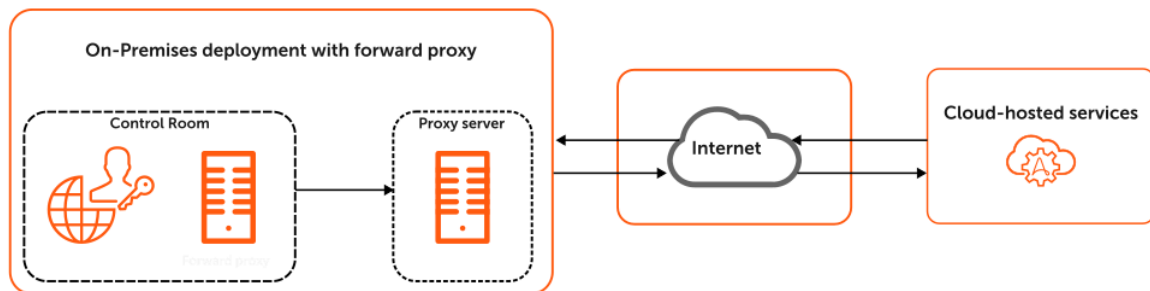 On-Premises deployment with forward proxy
Control Room
Proxy server
Forward proxy
Internet
Cloud-hosted services